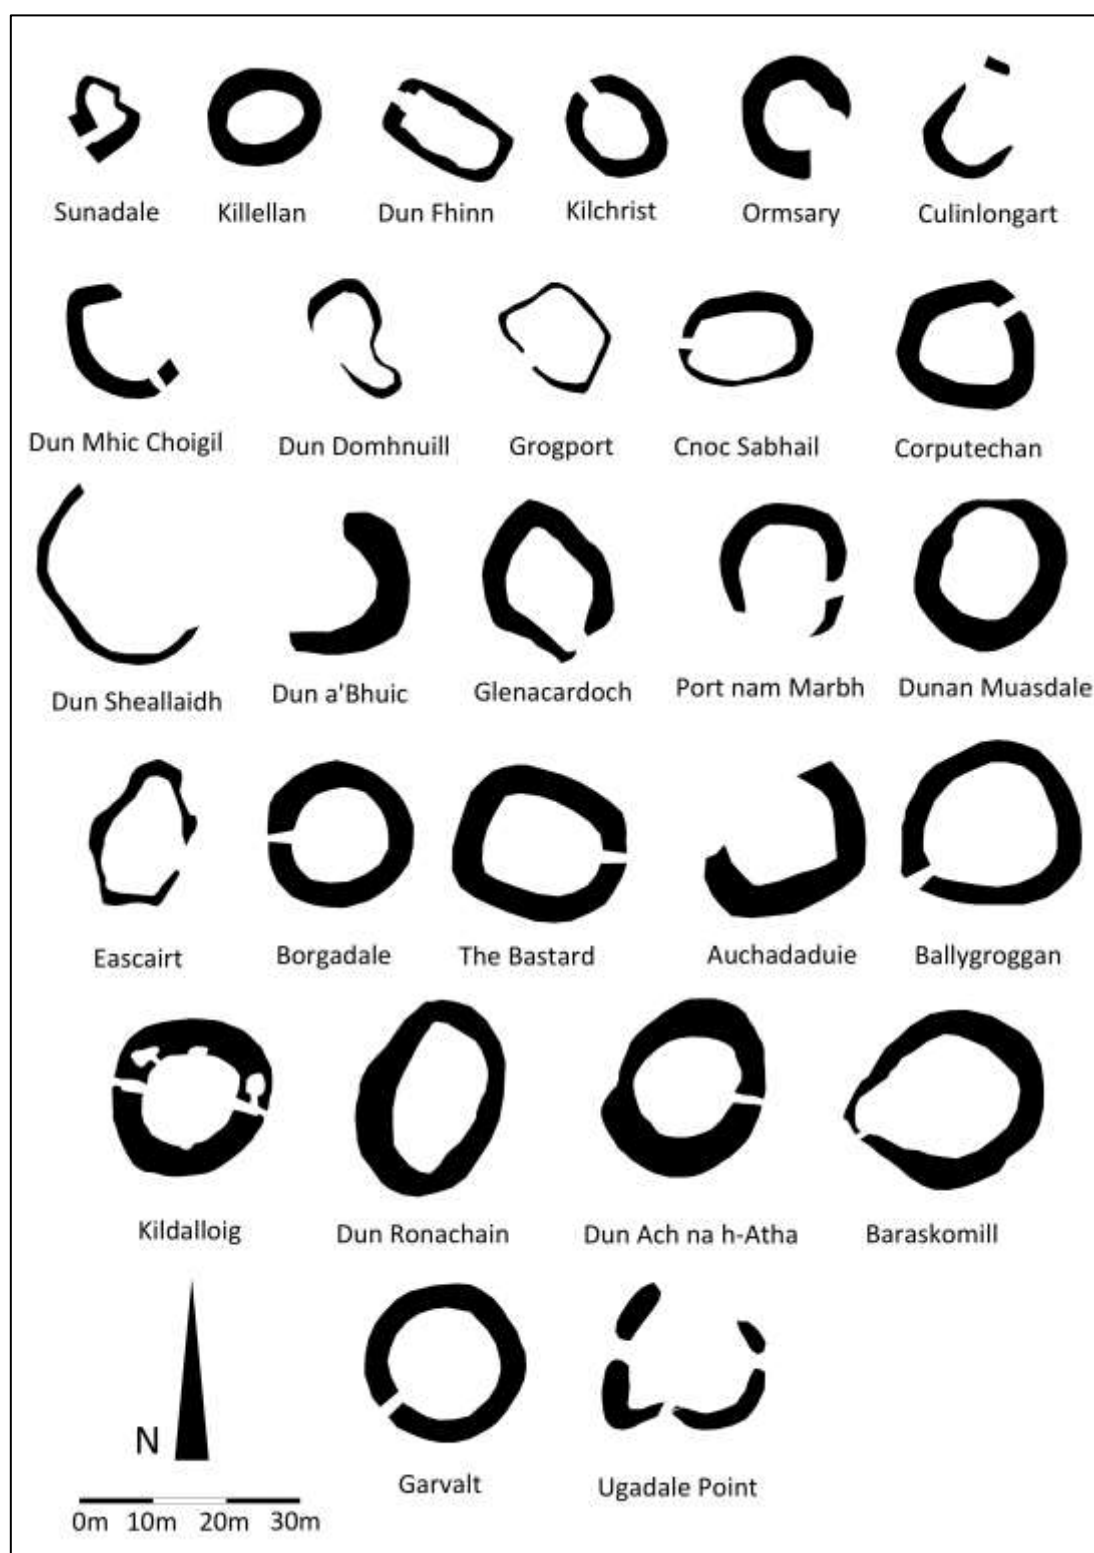 Sunadale Killellan Dun Fhinn Kilchrist Ormsary Culinlongart
Dun Mhic Choigil Dun Domhnuill Grogport Cnoc Sabhail Corputechan
Dun Sheallaidh Dun a'Bhuic Glenacardoch Port nam Marbh Dunan Muasdale
Eascairt Borgadale The Bastard Auchadaduie Ballygroggan
Kildalloig Dun Ronachain Dun Ach na h-Atha Baraskomill
N
Garvalt Ugadale Point
0m 10m 20m 30m